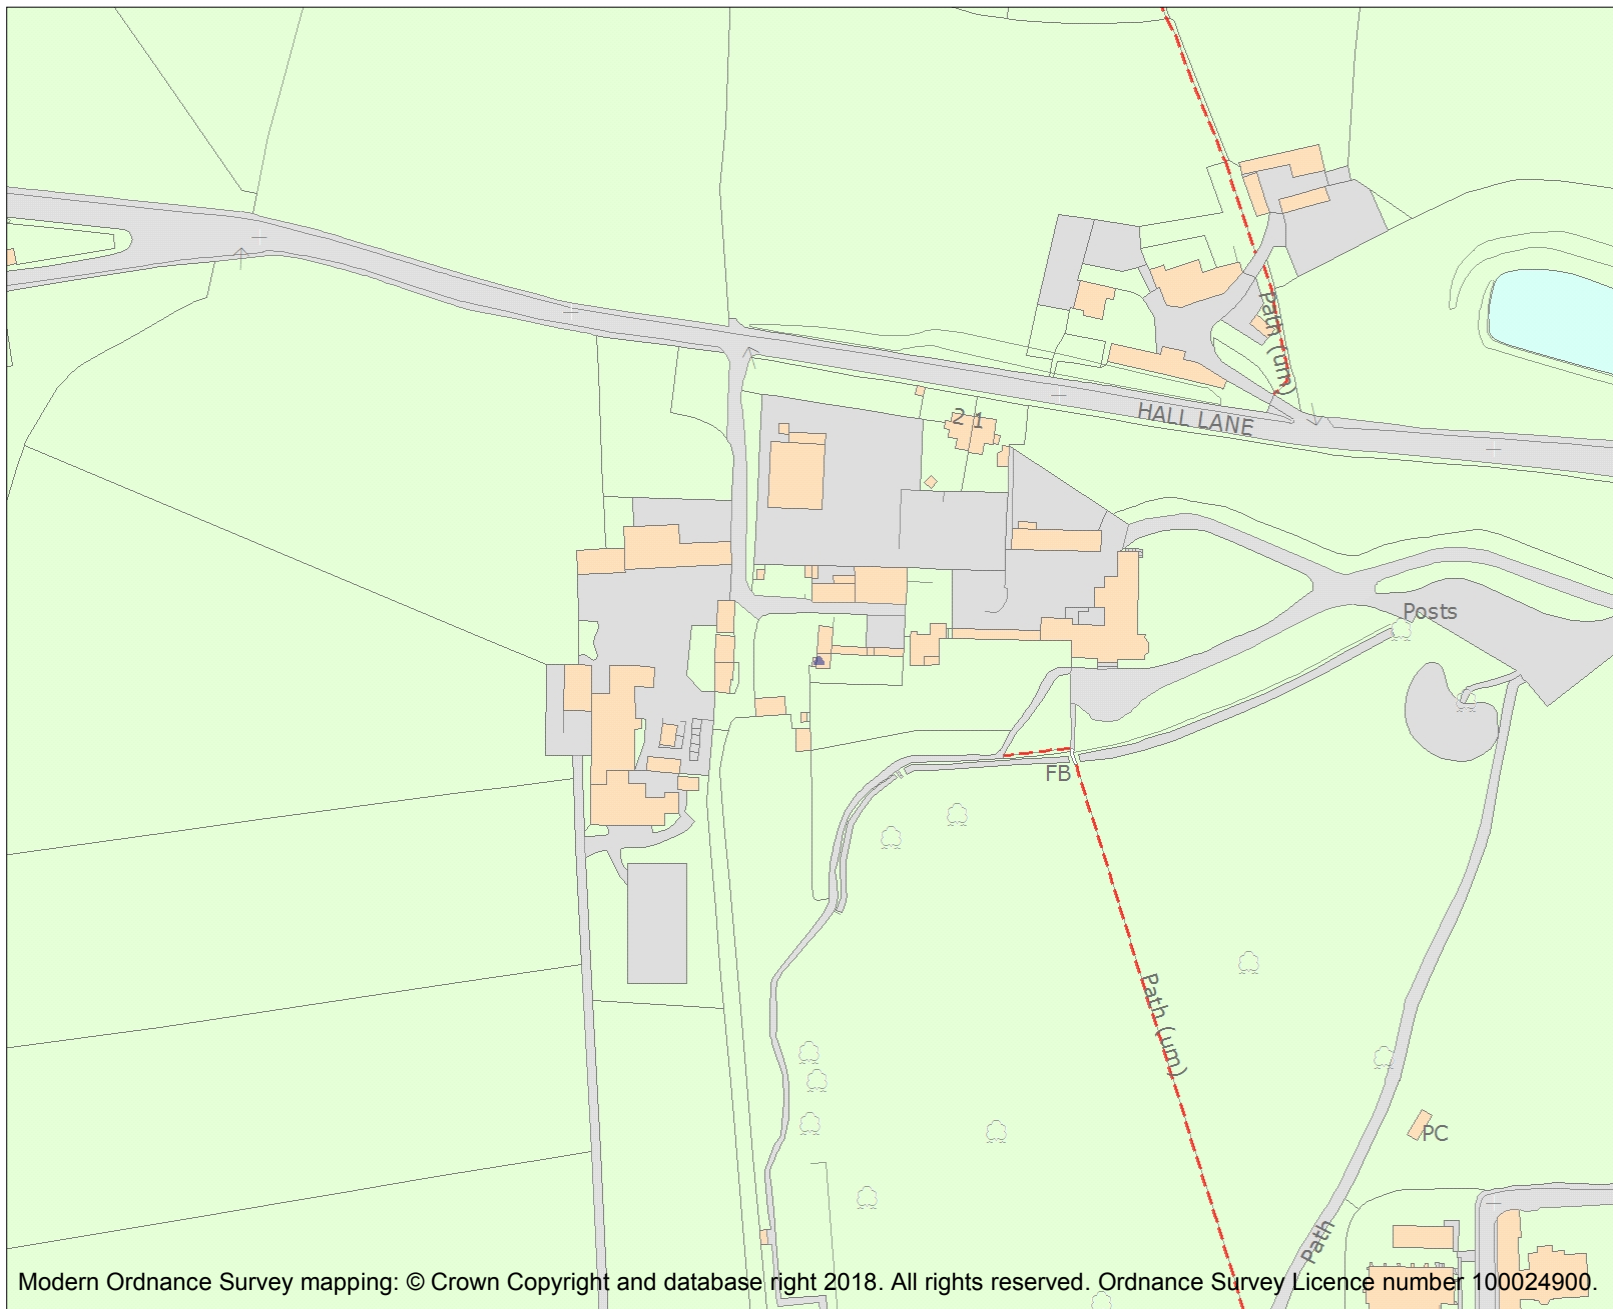 Path (um)
2 1
HALL LANE
Posts
FB
Path (um)
PC
Path
Modern Ordnance Survey mapping: © Crown Copyright and database right 2018. All rights reserved. Ordnance Survey Licence number 100024900.